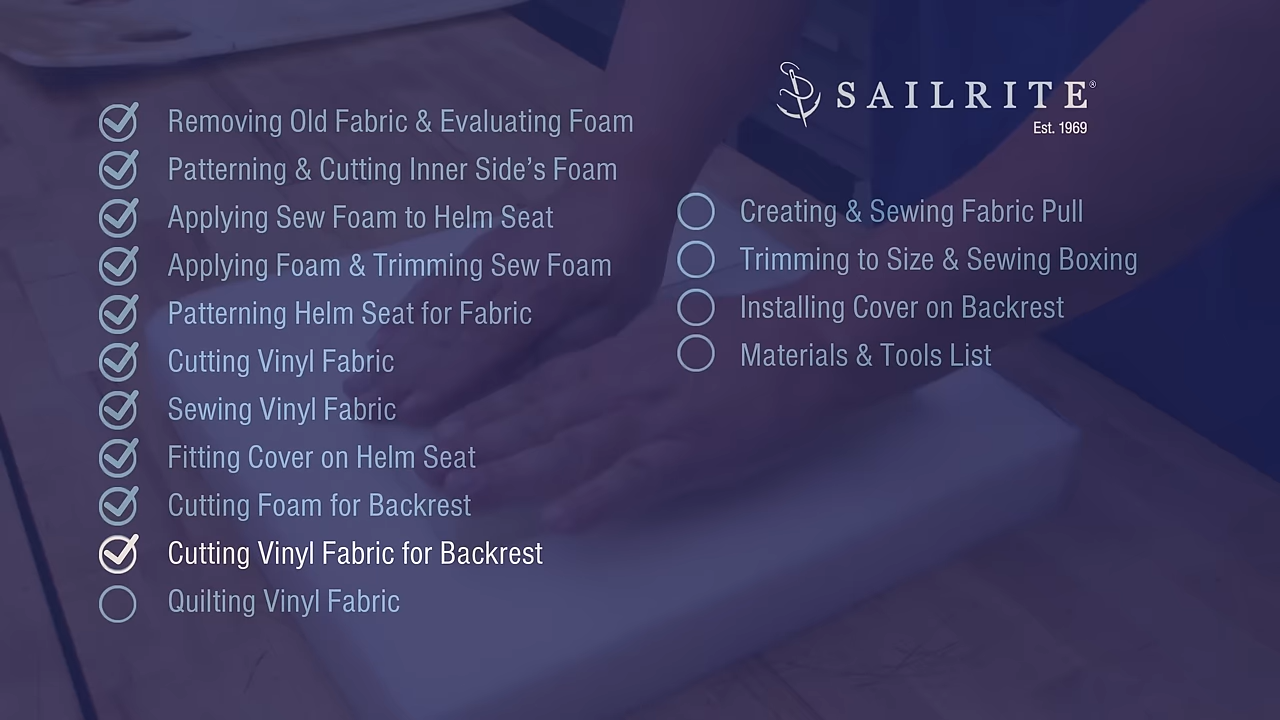 Removing Old Fabric & Evaluating Foam
Patterning & Cutting Inner Side's Foam
Applying Sew Foam to Helm Seat
Applying Foam & Trimming Sew Foam
Patterning Helm Seat for Fabric
Cutting Vinyl Fabric
Sewing Vinyl Fabric
Fitting Cover on Helm Seat
Cutting Foam for Backrest
Cutting Vinyl Fabric for Backrest
Quilting Vinyl Fabric
SAILRITE®
Est. 1969
Creating & Sewing Fabric Pull
Trimming to Size & Sewing Boxing
Installing Cover on Backrest
Materials & Tools List